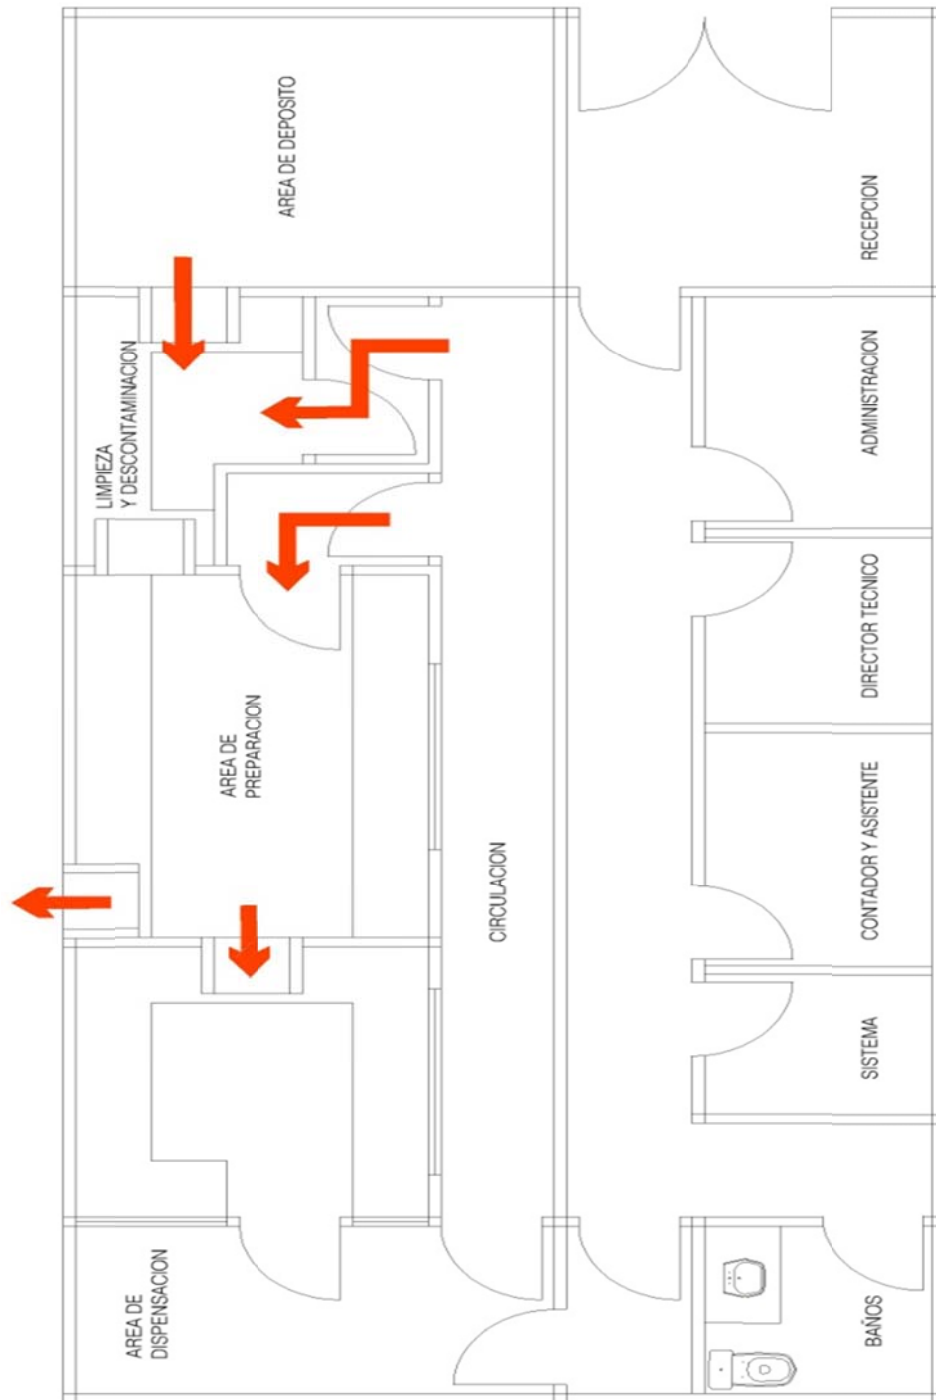 AREA DE DEPOSITO
RECEPCION
LIMPIEZA
Y DESCONTAMINACION
ADMINISTRACION
DIRECTOR TECNICO
AREA DE
PREPARACION
CIRCULACION
CONTADOR Y ASISTENTE
SISTEMA
AREA DE
DISPENSACION
BAÑOS